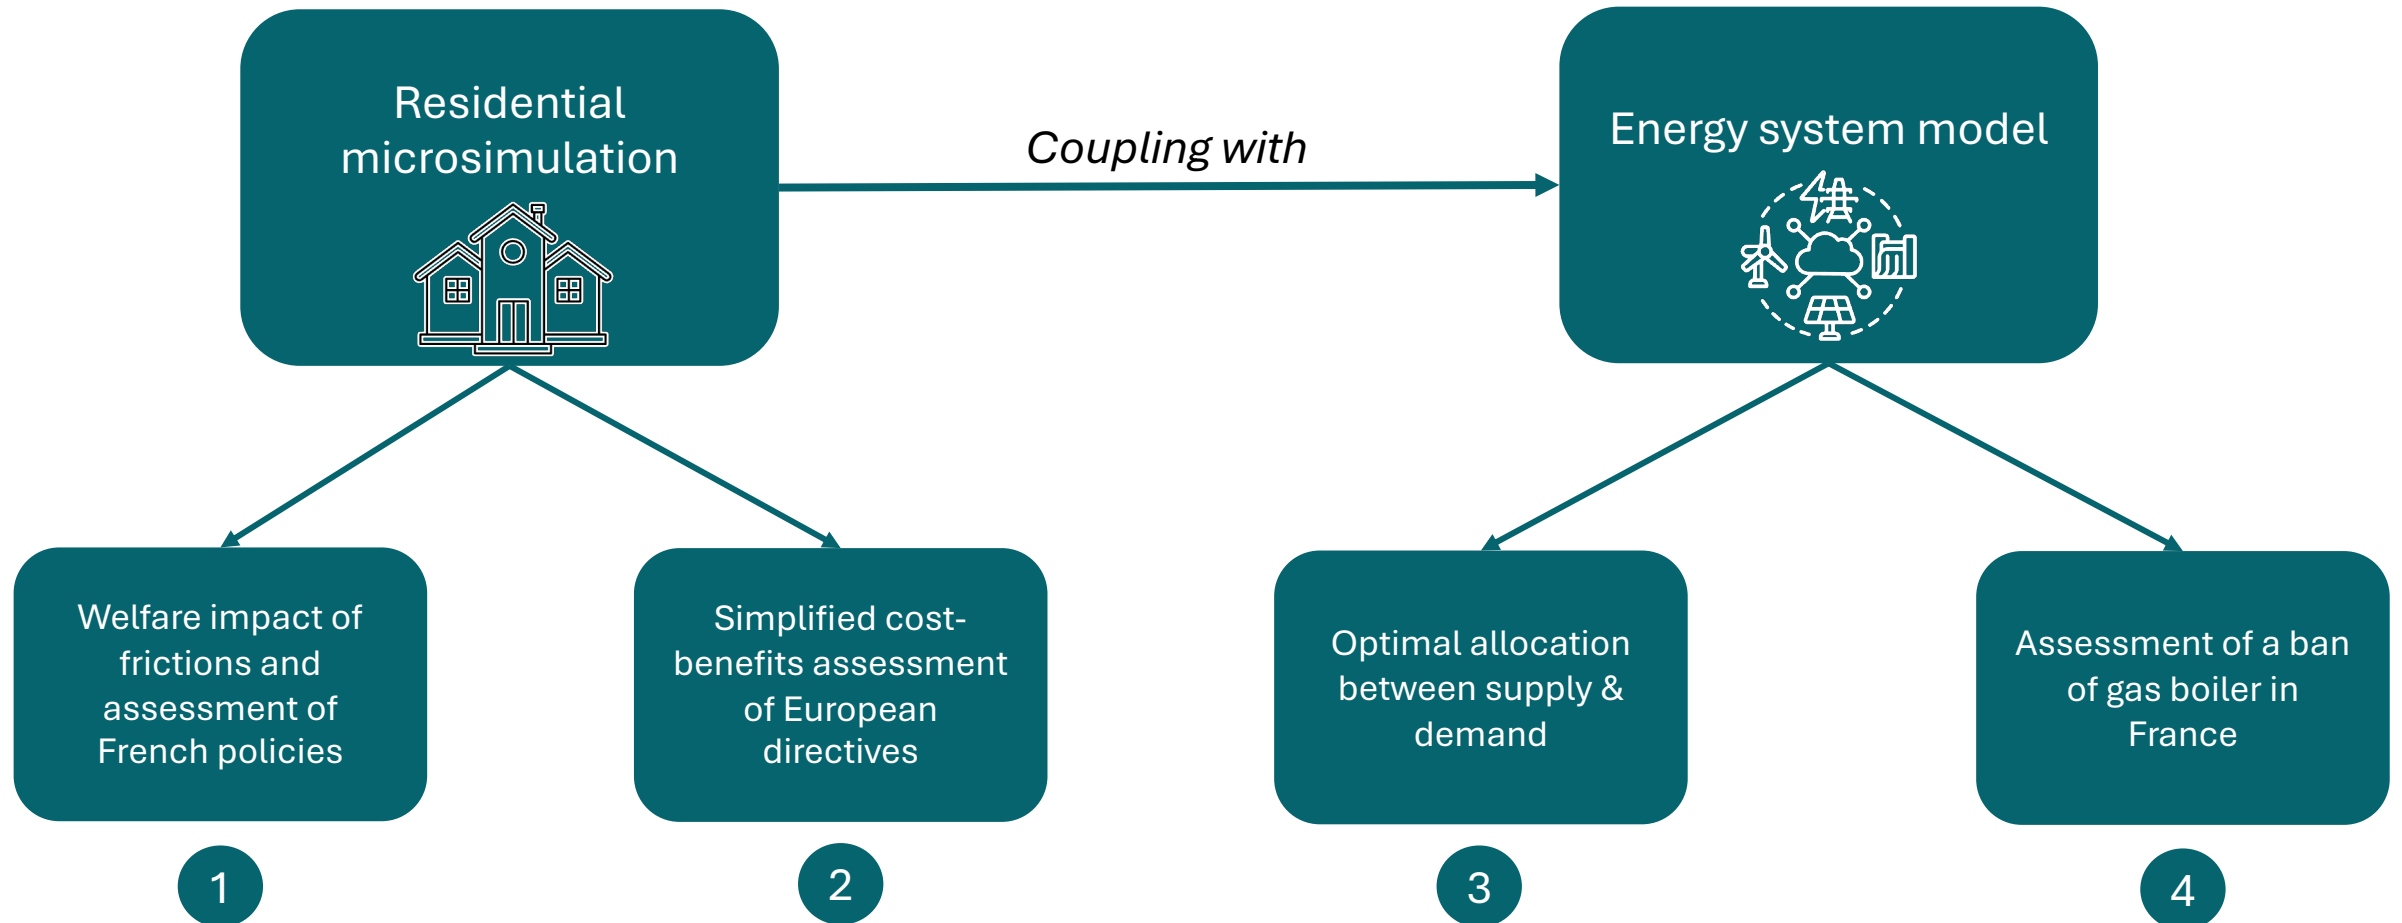 Residential
microsimulation
Coupling with
Energy system model
Welfare impact of
frictions and
assessment of
French policies
Simplified cost-
benefits assessment
of European
directives
Optimal allocation
between supply &
demand
Assessment of a ban
of gas boiler in
France
1
2
3
4